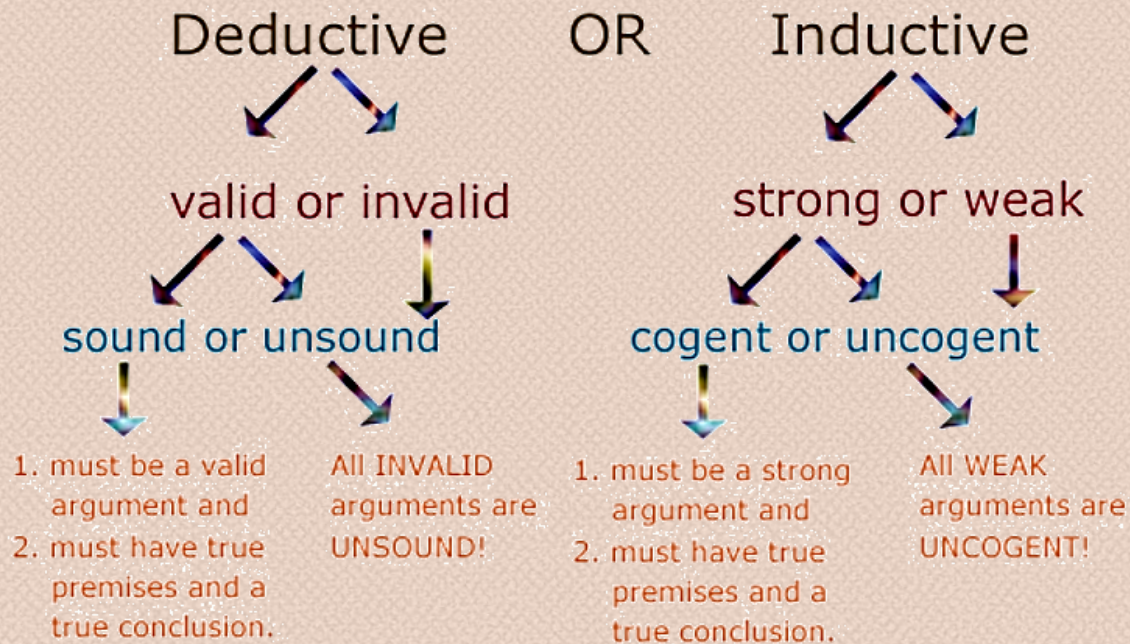 Deductive OR Inductive
valid or invalid
strong or weak
sound or unsound
cogent or uncogent
1. must be a valid
argument and
2. must have true
premises and a
true conclusion.
All INVALID
arguments are
UNSOUND!
1. must be a strong
argument and
2. must have true
premises and a
true conclusion.
All WEAK
arguments are
UNCOGENT!